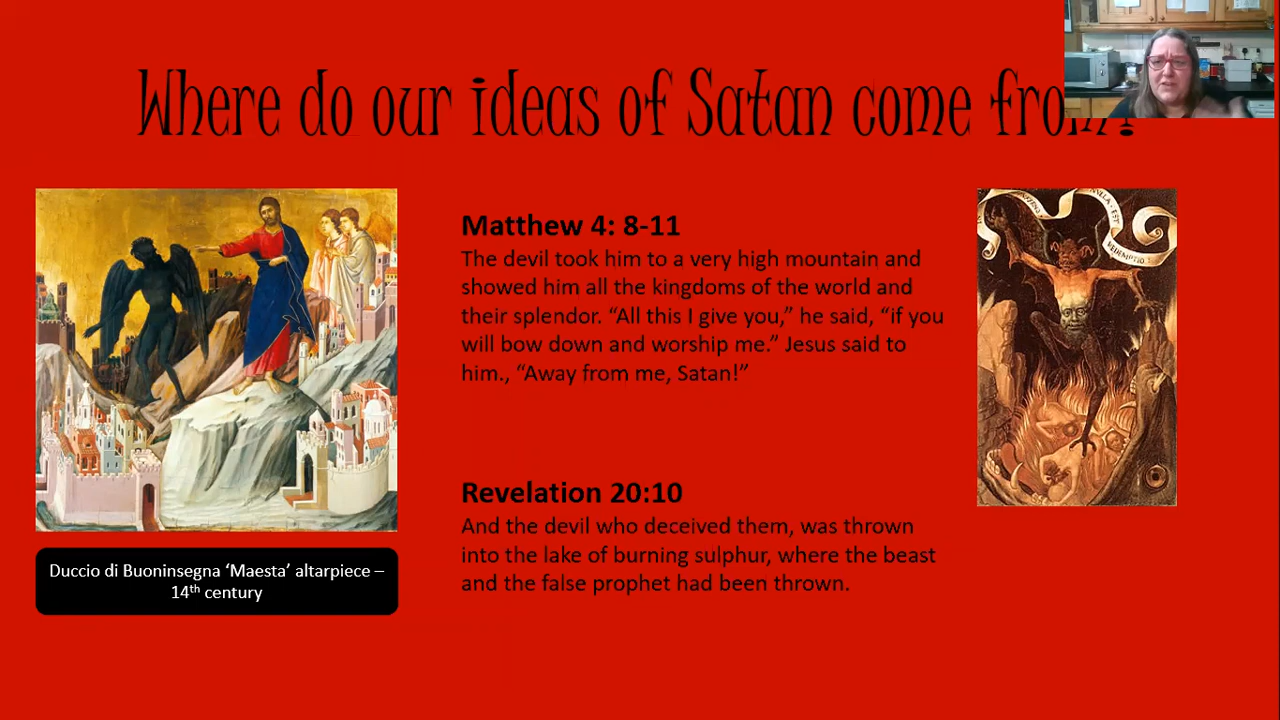 Where do our ideas of Satan come from?
Matthew 4: 8-11
The devil took him to a very high mountain and
showed him all the kingdoms of the world and
their splendor. “All this I give you,” he said, “if you
will bow down and worship me.” Jesus said to
him., “Away from me, Satan!”
Revelation 20:10
And the devil who deceived them, was thrown
into the lake of burning sulphur, where the beast
and the false prophet had been thrown.
Duccio di Buoninsegna ‘Maesta’ altarpiece –
14th century